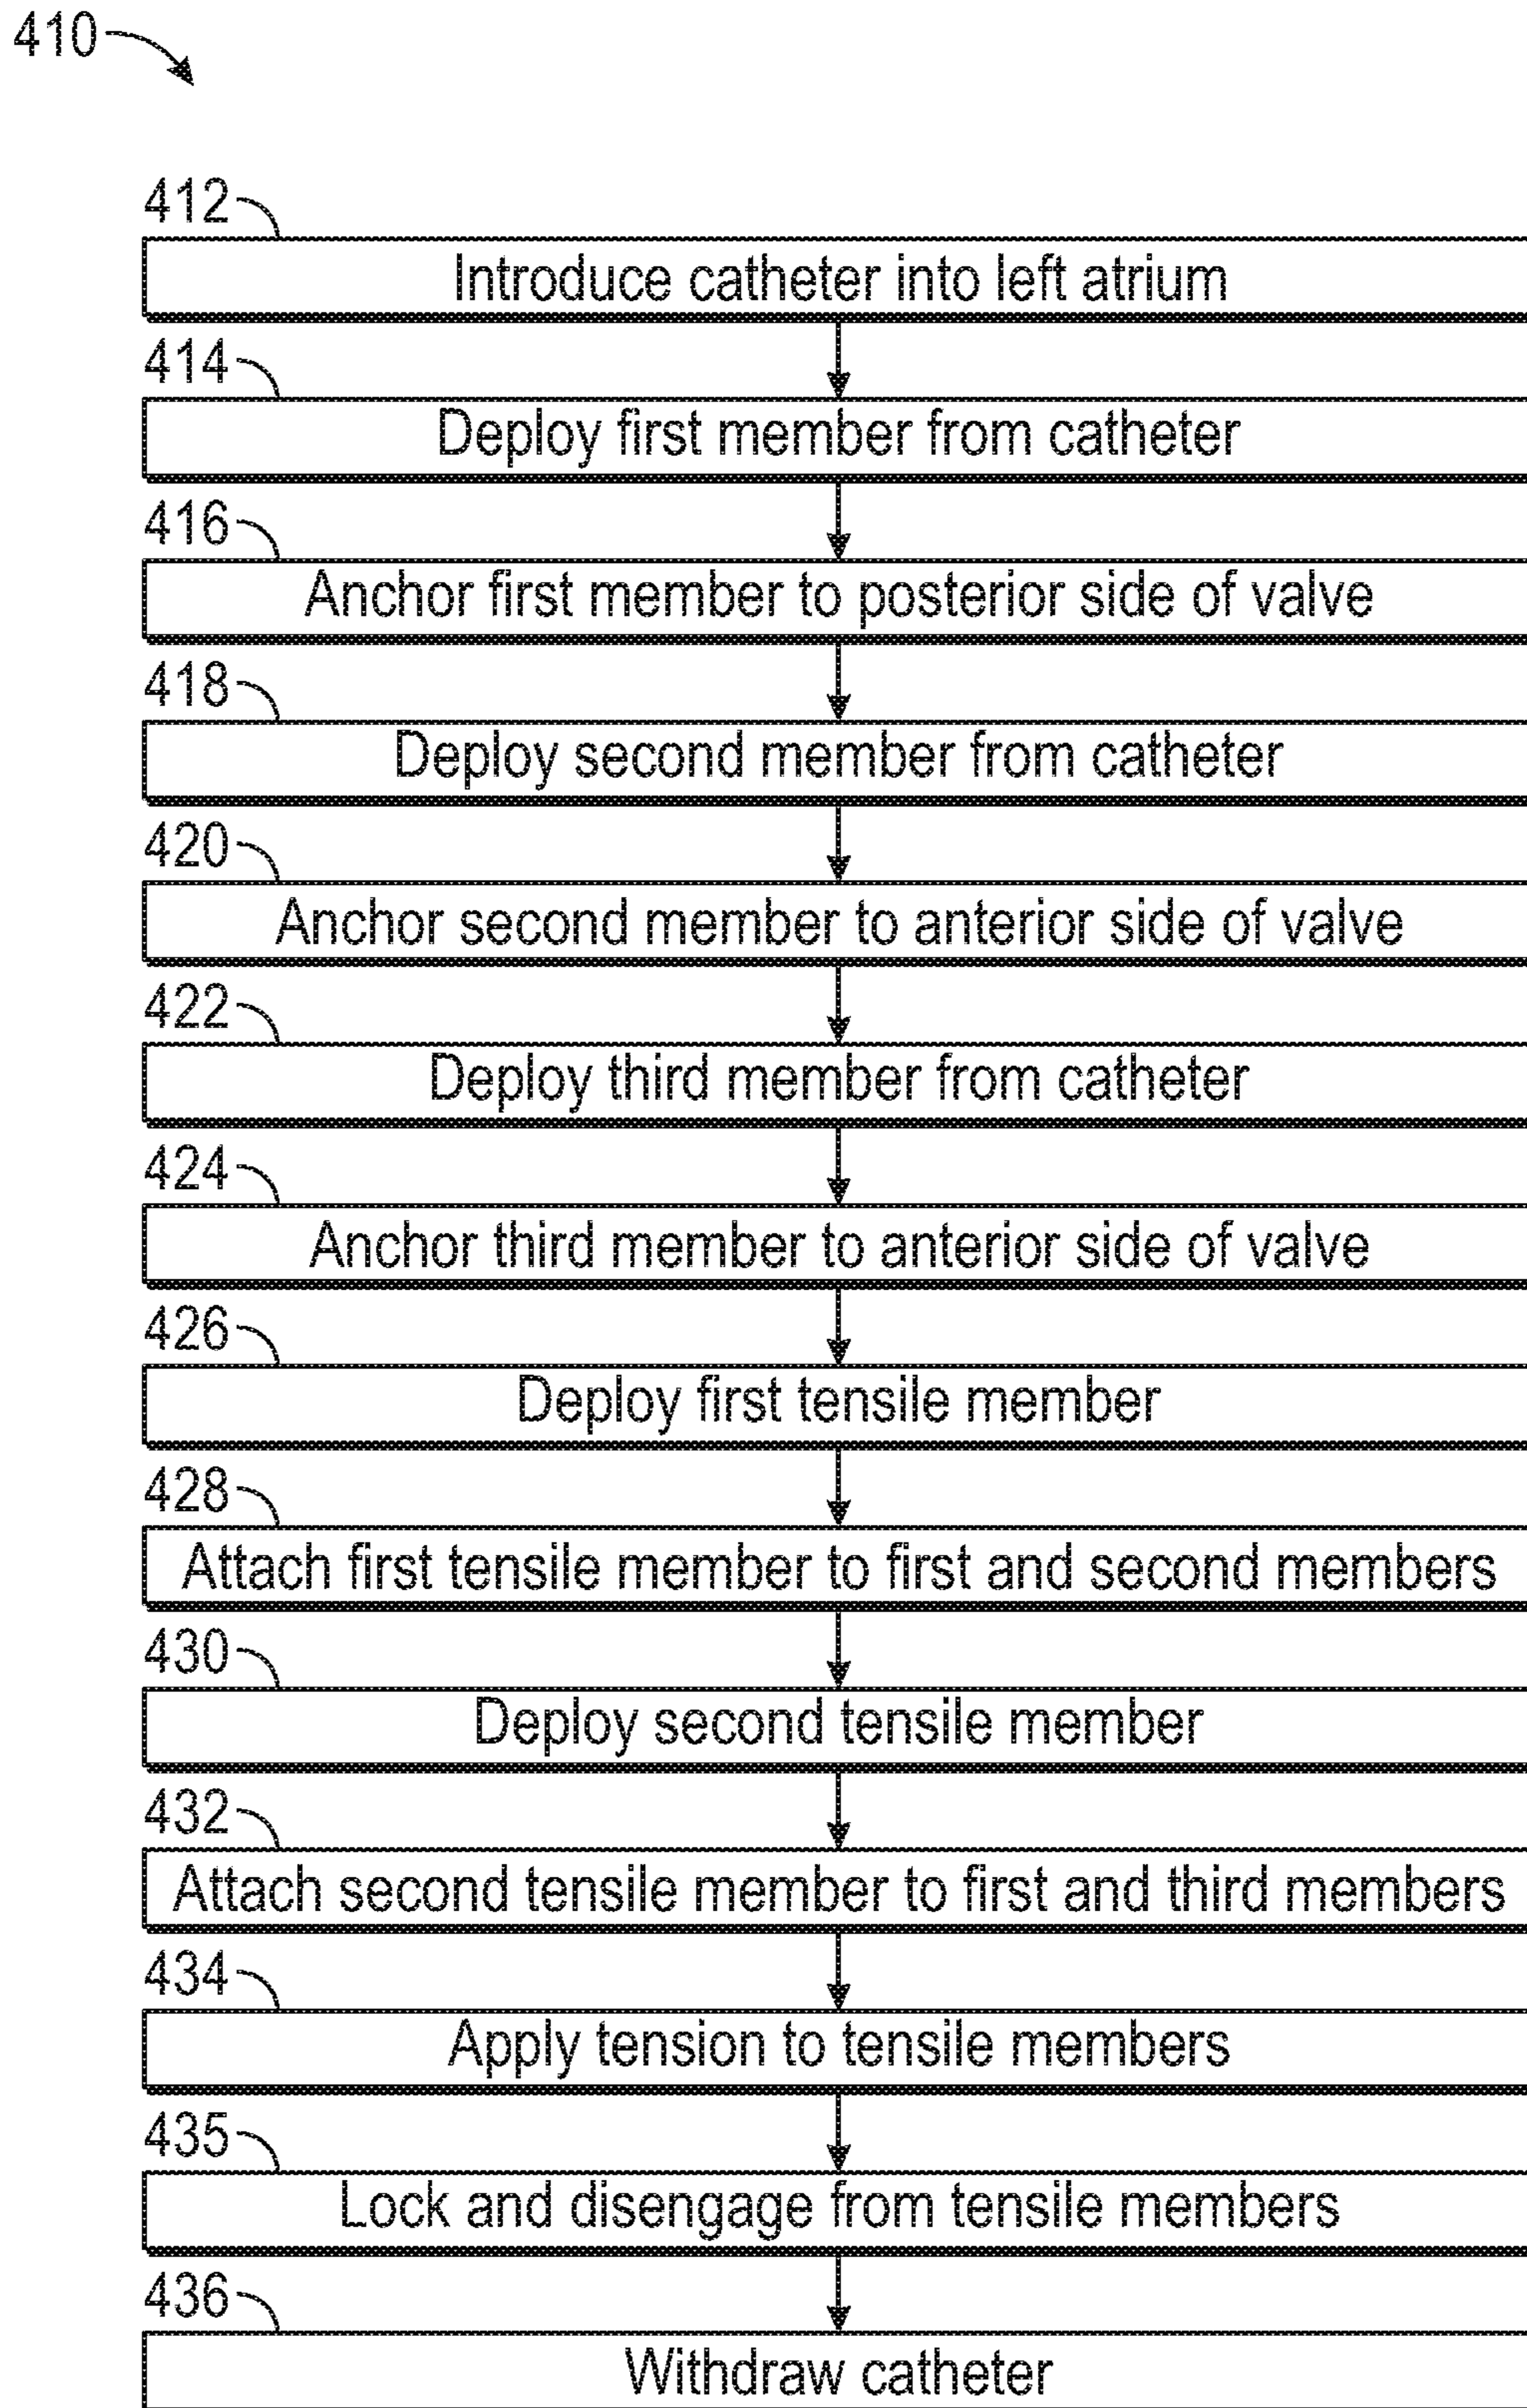 410
412
Introduce catheter into left atrium
414
Deploy first member from catheter
416
Anchor first member to posterior side of valve
418
Deploy second member from catheter
420
Anchor second member to anterior side of valve
422
Deploy third member from catheter
424
Anchor third member to anterior side of valve
426
Deploy first tensile member
428
Attach first tensile member to first and second members
430
Deploy second tensile member
432
Attach second tensile member to first and third members
434
Apply tension to tensile members
435
Lock and disengage from tensile members
436
Withdraw catheter